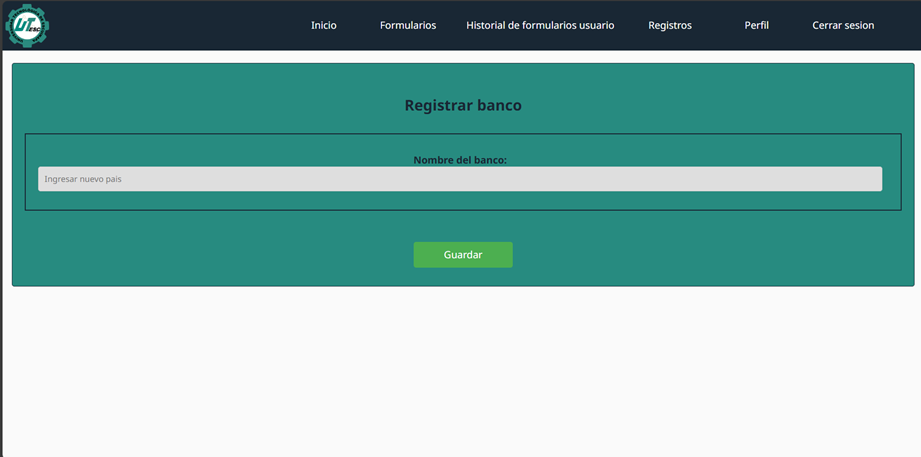 UT
ESC
Inicio Formularios Historial de formularios usuario Registros Perfil Cerrar sesion
Registrar banco
Nombre del banco:
Ingresar nuevo pais
Guardar